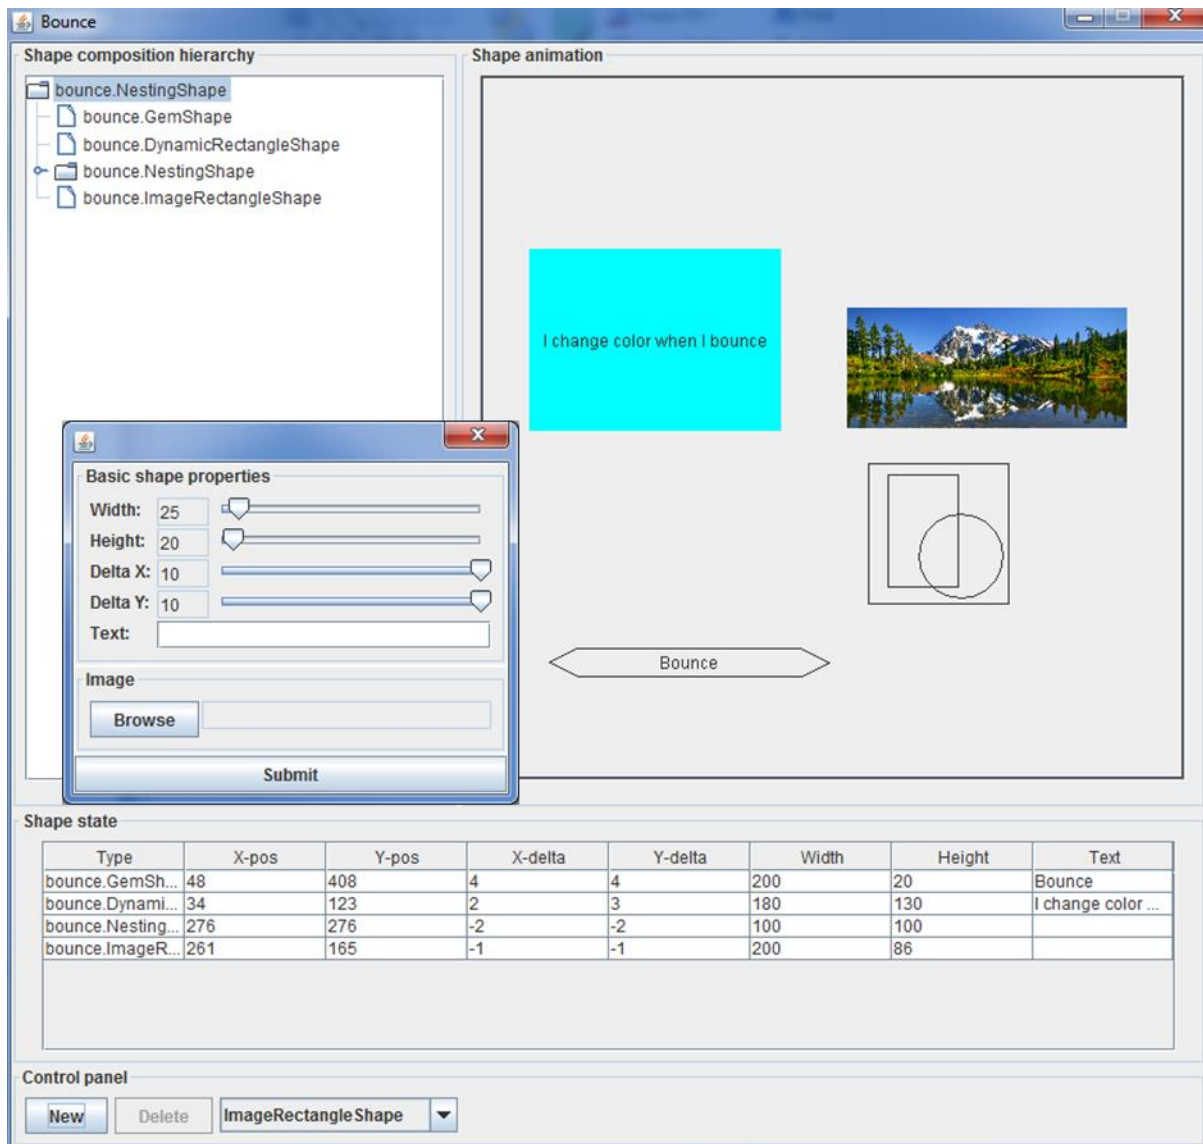 Bounce
Shape composition hierarchy
bounce.NestingShape
bounce.GemShape
bounce.DynamicRectangleShape
bounce.NestingShape
bounce.ImageRectangleShape
Shape animation
I change color when I bounce
Bounce
Basic shape properties
Width: 25
Height: 20
Delta X: 10
Delta Y: 10
Text:
Image
Browse
Submit
Shape state
Type X-pos Y-pos X-delta Y-delta Width Height Text
bounce.GemSh... 48 408 4 4 200 20 Bounce
bounce.Dynami... 34 123 2 3 180 130 I change color ...
bounce.Nesting... 276 276 -2 -2 100 100
bounce.ImageR... 261 165 -1 -1 200 86
Control panel
New Delete ImageRectangleShape